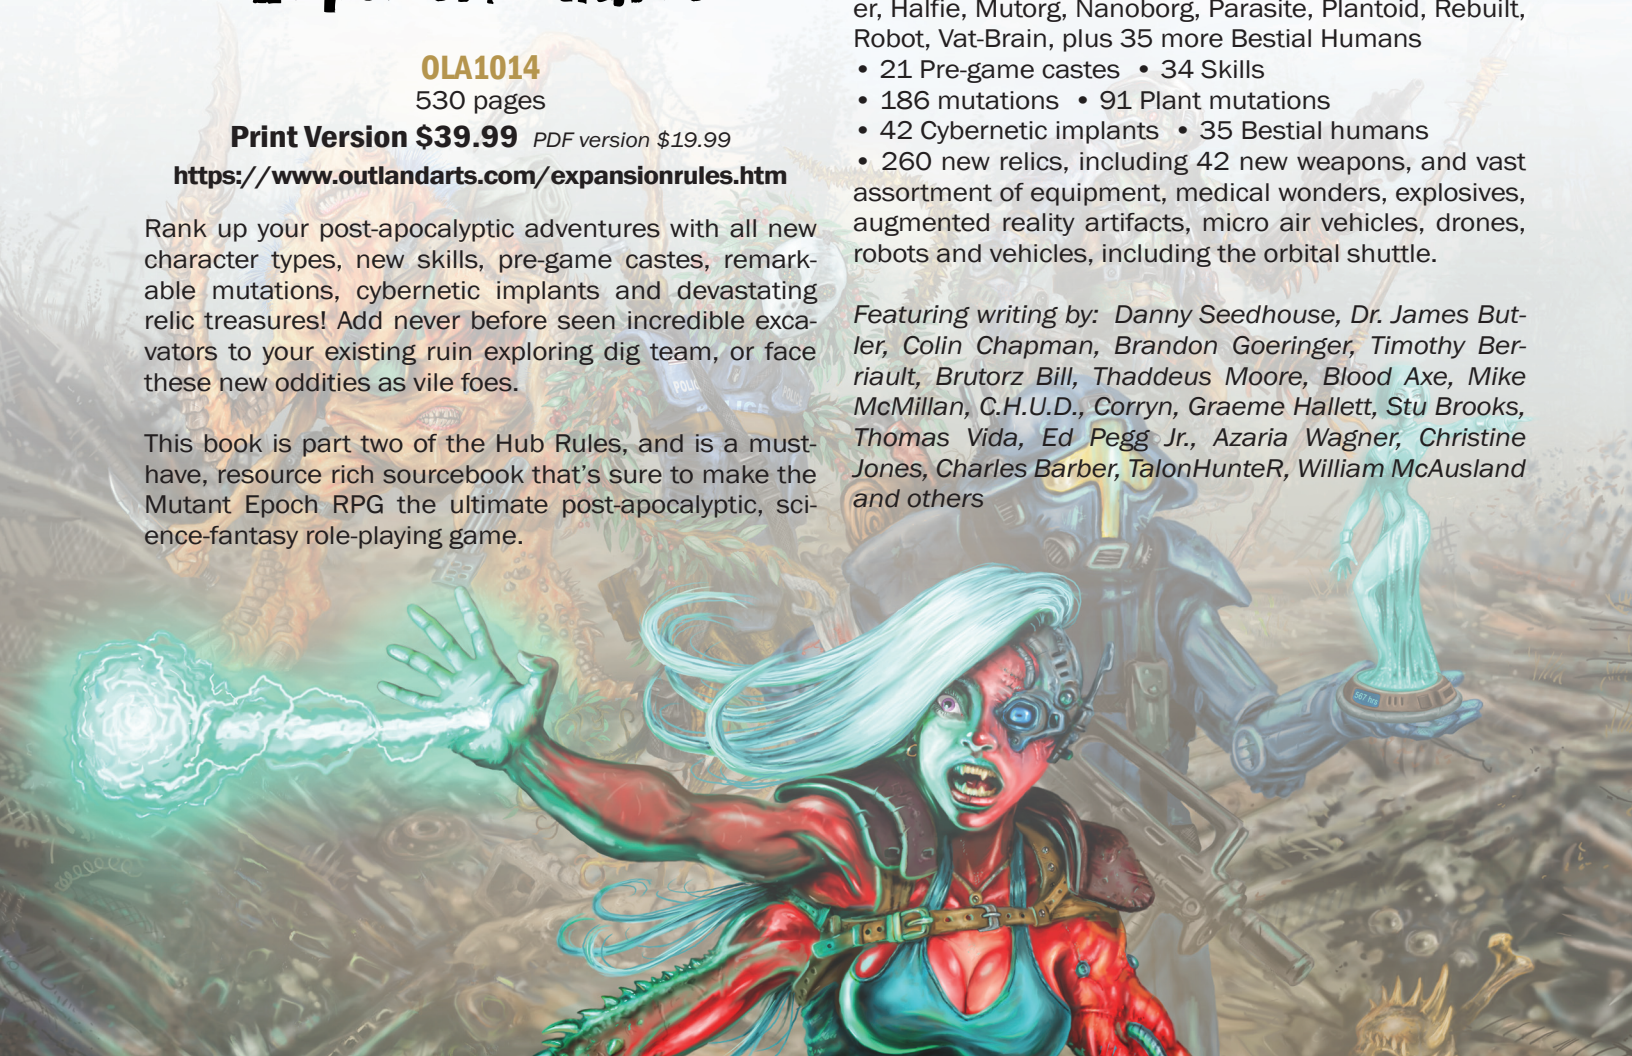 OLA1014
530 pages
Print Version $39.99 PDF version $19.99
https://www.outlandarts.com/expansionrules.htm
Rank up your post-apocalyptic adventures with all new
character types, new skills, pre-game castes, remark-
able mutations, cybernetic implants and devastating
relic treasures! Add never before seen incredible exca-
vators to your existing ruin exploring dig team, or face
these new oddities as vile foes.
This book is part two of the Hub Rules, and is a must-
have, resource rich sourcebook that's sure to make the
Mutant Epoch RPG the ultimate post-apocalyptic, sci-
ence-fantasy role-playing game.
er, Halfie, Mutorg, Nanoborg, Parasite, Plantoid, Rebuilt,
Robot, Vat-Brain, plus 35 more Bestial Humans
• 21 Pre-game castes • 34 Skills
• 186 mutations • 91 Plant mutations
• 42 Cybernetic implants • 35 Bestial humans
• 260 new relics, including 42 new weapons, and vast
assortment of equipment, medical wonders, explosives,
augmented reality artifacts, micro air vehicles, drones,
robots and vehicles, including the orbital shuttle.
Featuring writing by: Danny Seedhouse, Dr. James But-
ler, Colin Chapman, Brandon Goeringer, Timothy Ber-
riault, Brutorz Bill, Thaddeus Moore, Blood Axe, Mike
McMillan, C.H.U.D., Corryn, Graeme Hallett, Stu Brooks,
Thomas Vida, Ed Pegg Jr., Azaria Wagner, Christine
Jones, Charles Barber, TalonHunteR, William McAusland
and others
POLICE
567 hrs